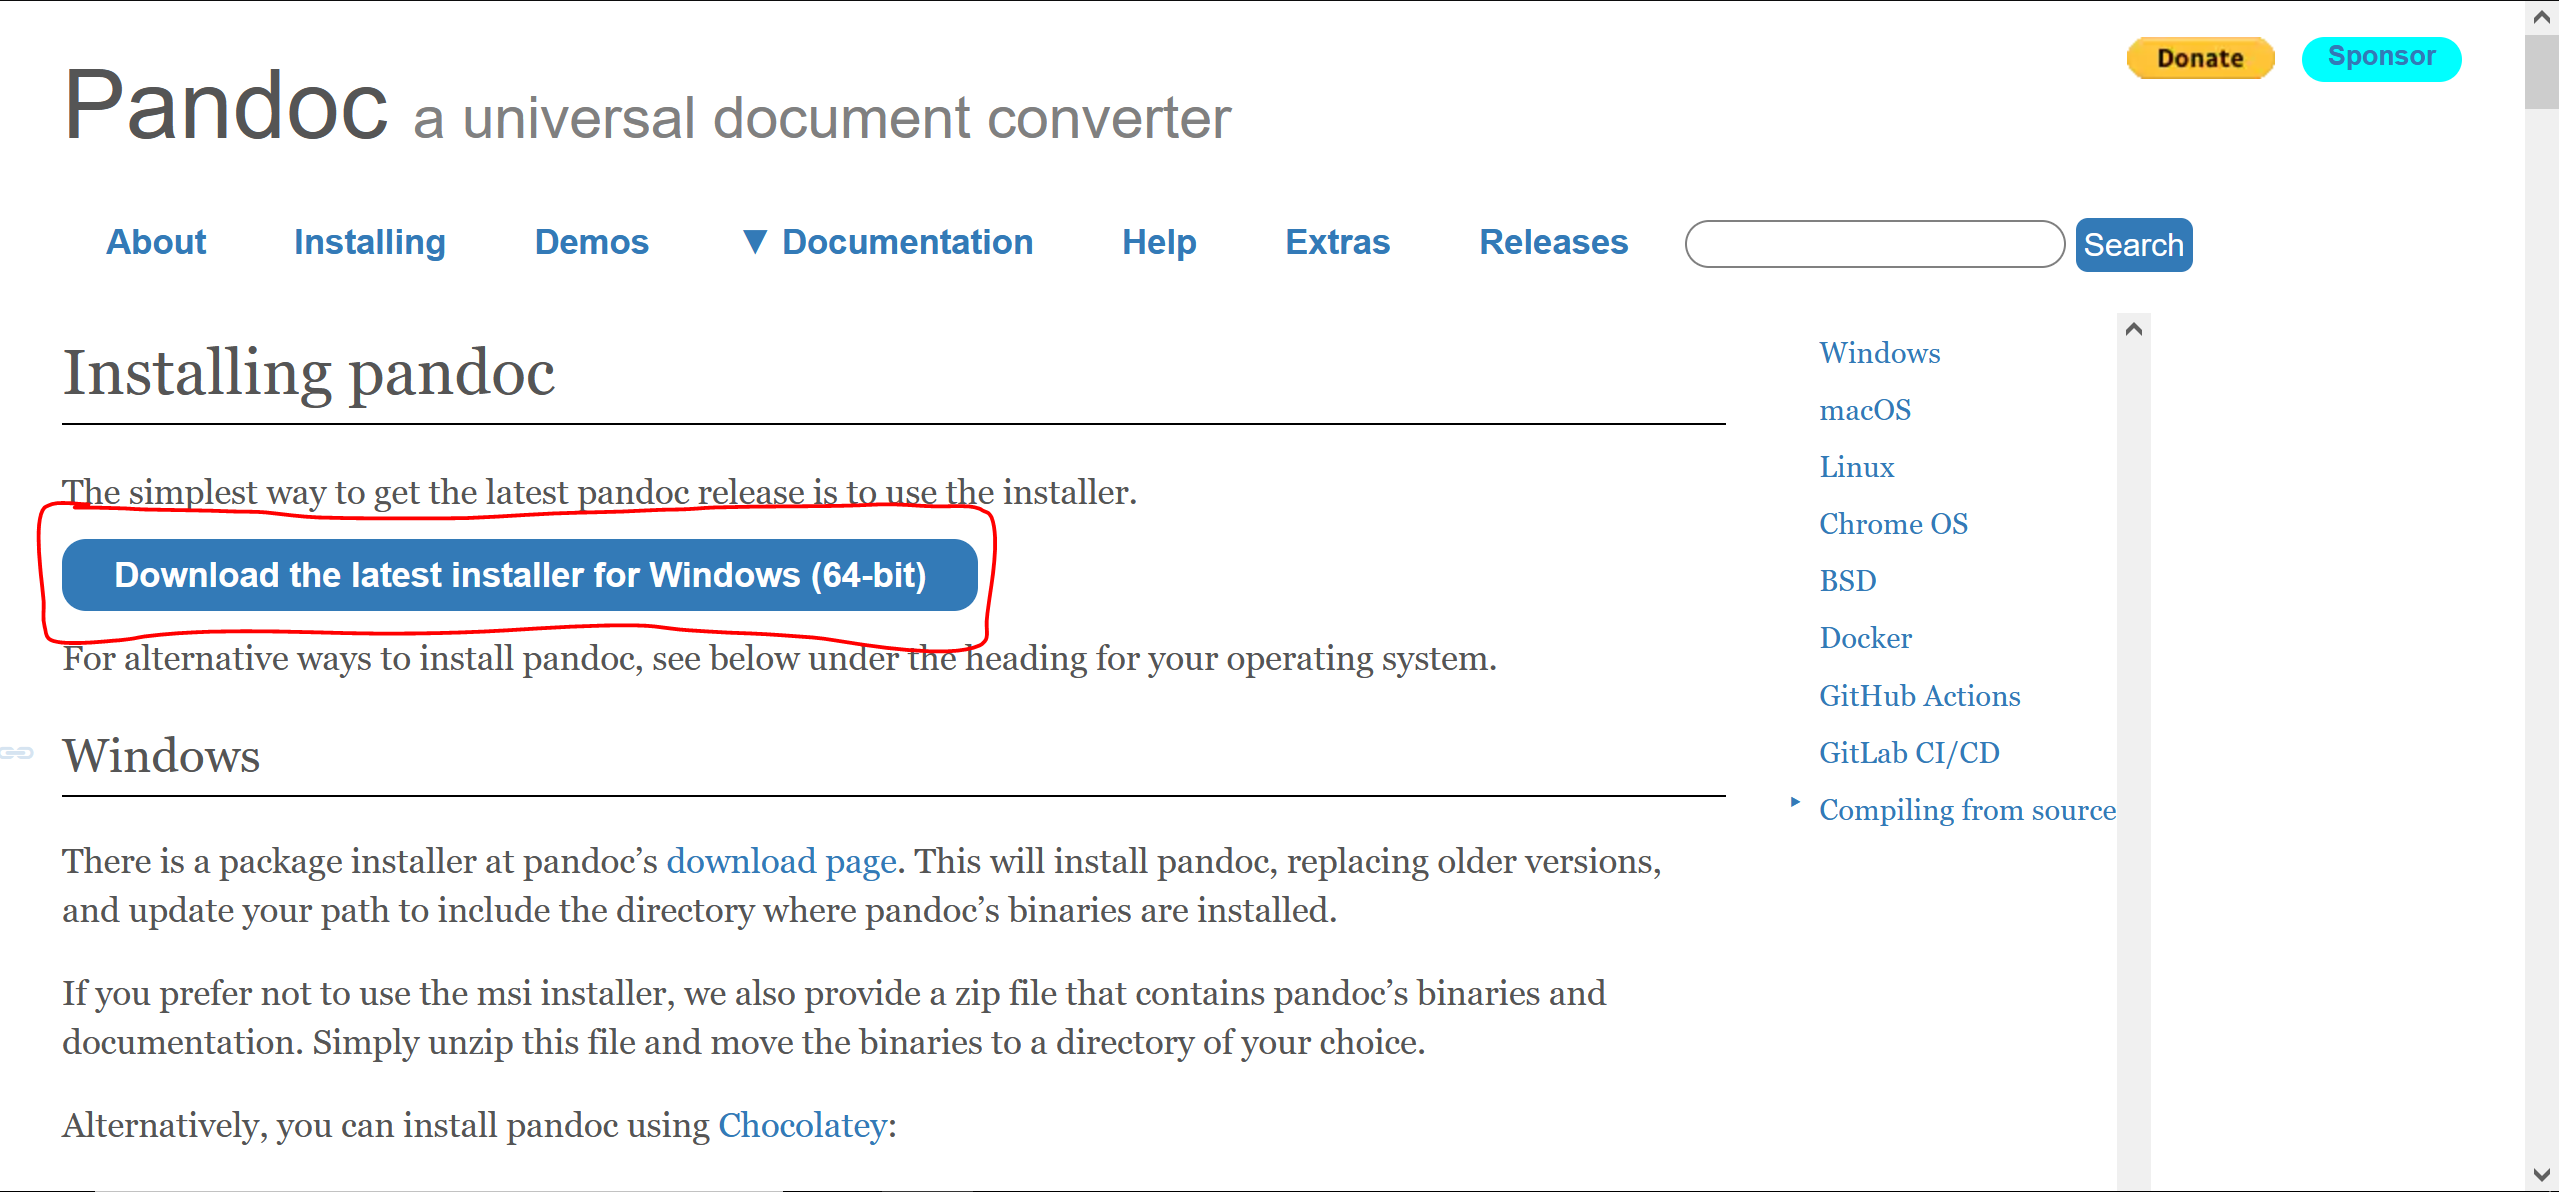 Donate Sponsor
Pandoc a universal document converter
About Installing Demos ▼ Documentation Help Extras Releases Search
Installing pandoc
The simplest way to get the latest pandoc release is to use the installer.
Download the latest installer for Windows (64-bit)
For alternative ways to install pandoc, see below under the heading for your operating system.
Windows
There is a package installer at pandoc’s download page. This will install pandoc, replacing older versions,
and update your path to include the directory where pandoc’s binaries are installed.
If you prefer not to use the msi installer, we also provide a zip file that contains pandoc’s binaries and
documentation. Simply unzip this file and move the binaries to a directory of your choice.
Alternatively, you can install pandoc using Chocolatey:
Windows
macOS
Linux
Chrome OS
BSD
Docker
GitHub Actions
GitLab CI/CD
Compiling from source